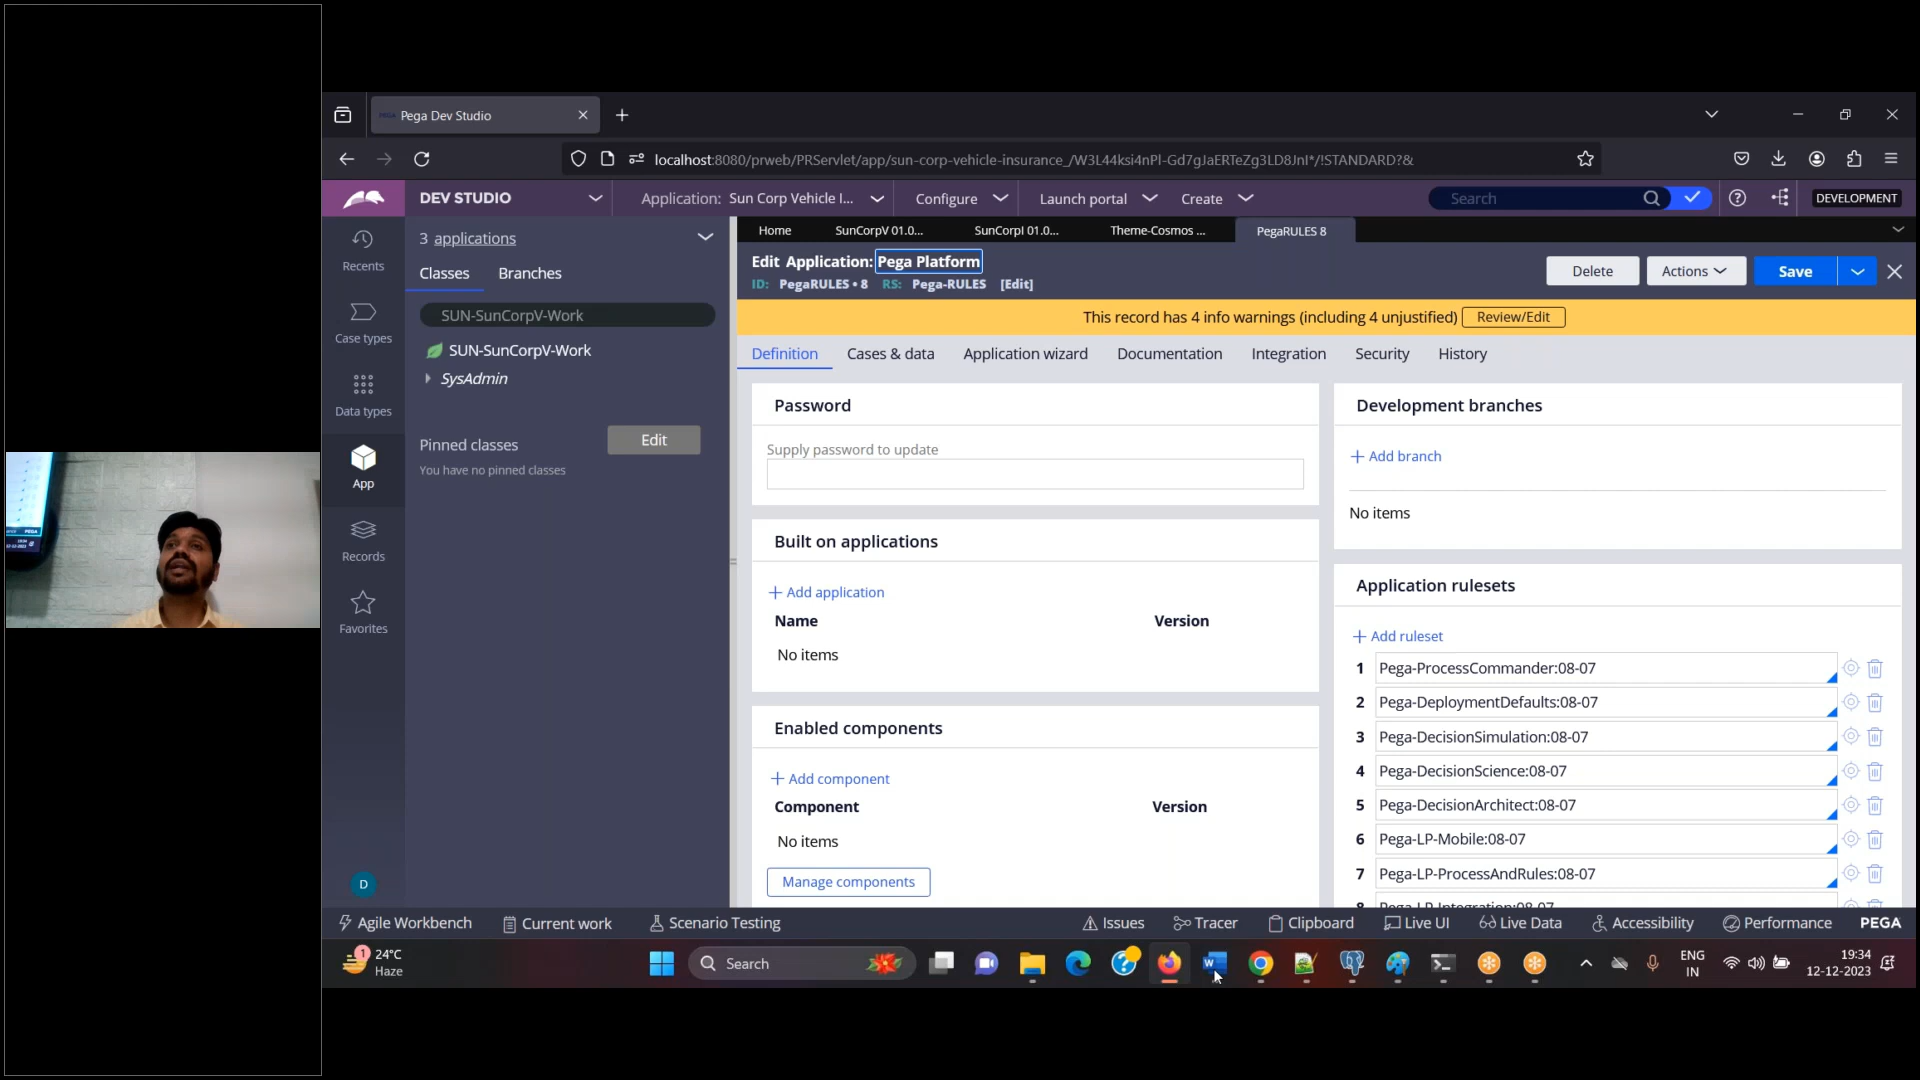 Pega Dev Studio
localhost:8080/prweb/PRServlet/app/sun-corp-vehicle-insurance_/W3L44ksi4nPl-Gd7gJaERTeZg3LD8JnI*/!STANDARD?&
DEV STUDIO
Application: Sun Corp Vehicle I...
Configure
Launch portal
Create
Search
DEVELOPMENT
Recents
Case types
Data types
App
Records
Favorites
D
3 applications
Classes
Branches
SUN-SunCorpV-Work
SUN-SunCorpV-Work
SysAdmin
Pinned classes
Edit
You have no pinned classes
Home
SunCorpV 01.0...
SunCorpI 01.0...
Theme-Cosmos ...
PegaRULES 8
Edit Application: Pega Platform
ID: PegaRULES • 8 RS: Pega-RULES [Edit]
Delete
Actions
Save
This record has 4 info warnings (including 4 unjustified)
Review/Edit
Definition
Cases & data
Application wizard
Documentation
Integration
Security
History
Password
Supply password to update
Built on applications
Add application
Name Version
No items
Enabled components
Add component
Component Version
No items
Manage components
Development branches
Add branch
No items
Application rulesets
Add ruleset
1 Pega-ProcessCommander:08-07
2 Pega-DeploymentDefaults:08-07
3 Pega-DecisionSimulation:08-07
4 Pega-DecisionScience:08-07
5 Pega-DecisionArchitect:08-07
6 Pega-LP-Mobile:08-07
7 Pega-LP-ProcessAndRules:08-07
8 Pega-LP-Integration:08-07
Agile Workbench
Current work
Scenario Testing
Issues
Tracer
Clipboard
Live UI
Live Data
Accessibility
Performance
PEGA
1
24°C
Haze
Search
ENG
IN
19:34
12-12-2023